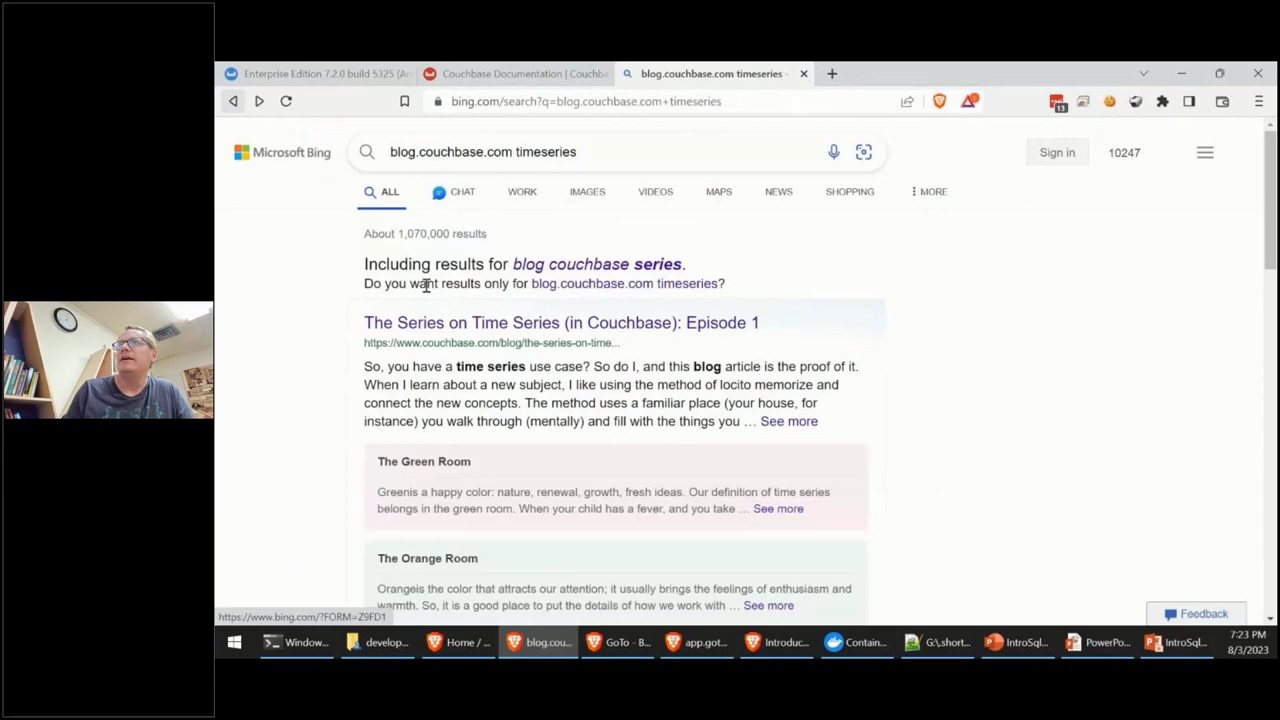 Enterprise Edition 7.2.0 build 5325 (A
Couchbase Documentation | Couchb
blog.couchbase.com timeseries -
bing.com/search?q=blog.couchbase.com+timeseries
13
Microsoft Bing
blog.couchbase.com timeseries
Sign in
10247
ALL
CHAT
WORK
IMAGES
VIDEOS
MAPS
NEWS
SHOPPING
MORE
About 1,070,000 results
Including results for blog couchbase series.
Do you want results only for blog.couchbase.com timeseries?
The Series on Time Series (in Couchbase): Episode 1
https://www.couchbase.com/blog/the-series-on-time...
So, you have a time series use case? So do I, and this blog article is the proof of it.
When I learn about a new subject, I like using the method of locito memorize and
connect the new concepts. The method uses a familiar place (your house, for
instance) you walk through (mentally) and fill with the things you … See more
The Green Room
Greenis a happy color: nature, renewal, growth, fresh ideas. Our definition of time series
belongs in the green room. When your child has a fever, and you take … See more
The Orange Room
Orangeis the color that attracts our attention; it usually brings the feelings of enthusiasm and
warmth. So, it is a good place to put the details of how we work with … See more
https://www.bing.com/?FORM=Z9FD1
Feedback
Window...
develop...
Home / ...
blog.cou...
GoTo - B...
app.got...
Introduc...
Contain...
G:\.short...
IntroSql...
PowerPo...
IntroSql...
7:23 PM
8/3/2023